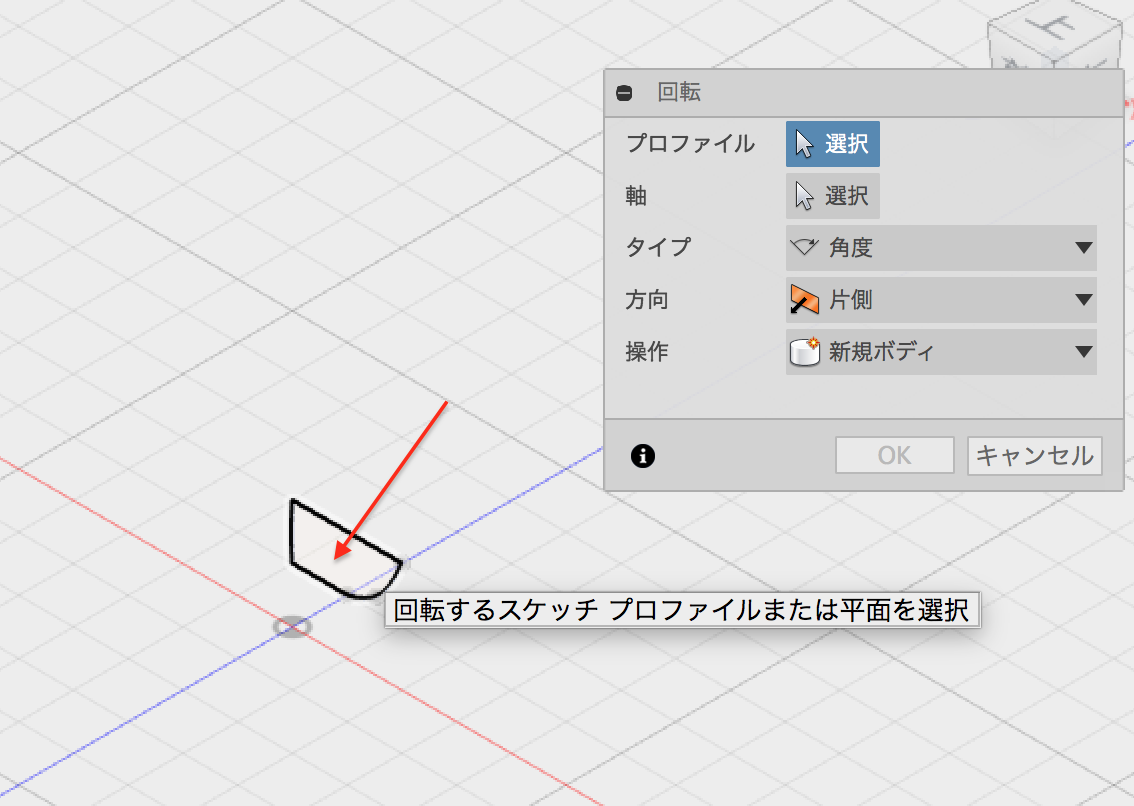 回転
プロファイル 選択
軸 選択
タイプ 角度
方向 片側
操作 新規ボディ
OK キャンセル
回転するスケッチ プロファイルまたは平面を選択